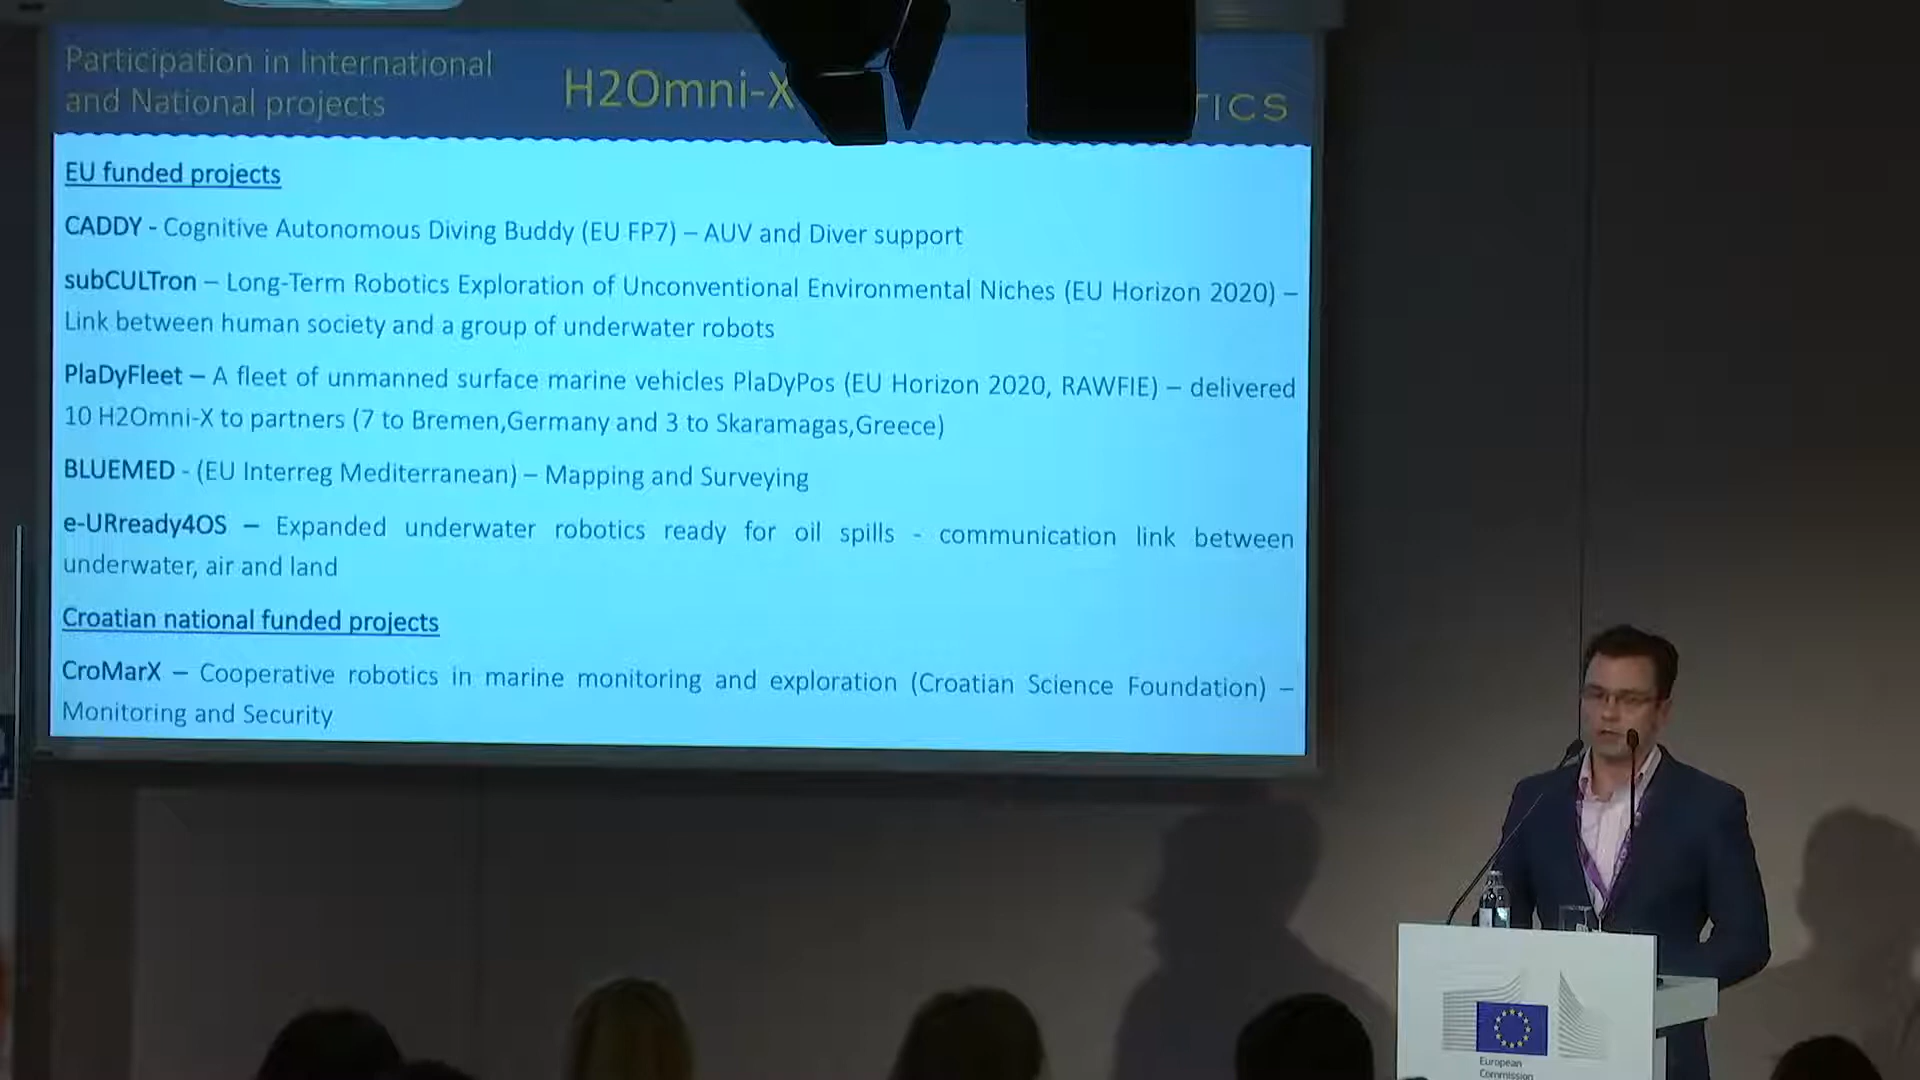 Participation in International
and National projects
H2Omni-X
TICS
EU funded projects
CADDY - Cognitive Autonomous Diving Buddy (EU FP7) – AUV and Diver support
subCULTron – Long-Term Robotics Exploration of Unconventional Environmental Niches (EU Horizon 2020) –
Link between human society and a group of underwater robots
PlaDyFleet – A fleet of unmanned surface marine vehicles PlaDyPos (EU Horizon 2020, RAWFIE) – delivered
10 H2Omni-X to partners (7 to Bremen,Germany and 3 to Skaramagas,Greece)
BLUEMED - (EU Interreg Mediterranean) – Mapping and Surveying
e-URready4OS – Expanded underwater robotics ready for oil spills - communication link between
underwater, air and land
Croatian national funded projects
CroMarX – Cooperative robotics in marine monitoring and exploration (Croatian Science Foundation) –
Monitoring and Security
European
Commission